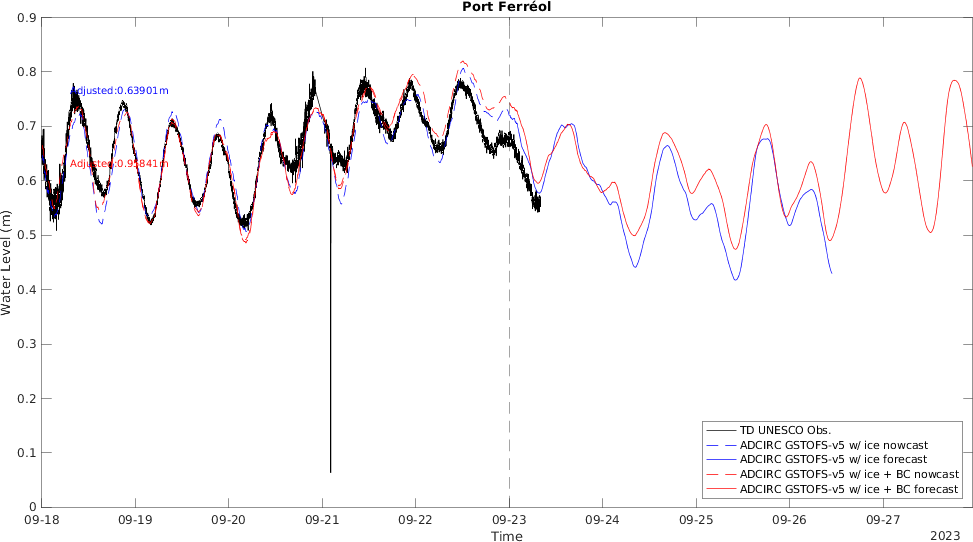 Port Ferréol
0.9
0.8
0.7
0.6
0.5
0.4
0.3
0.2
0.1
0
Water Level (m)
Adjusted:0.63901m
Adjusted:0.95841m
TD UNESCO Obs.
ADCIRC GSTOFS-v5 w/ ice nowcast
ADCIRC GSTOFS-v5 w/ ice forecast
ADCIRC GSTOFS-v5 w/ ice + BC nowcast
ADCIRC GSTOFS-v5 w/ ice + BC forecast
09-18 09-19 09-20 09-21 09-22 09-23 09-24 09-25 09-26 09-27
Time
2023